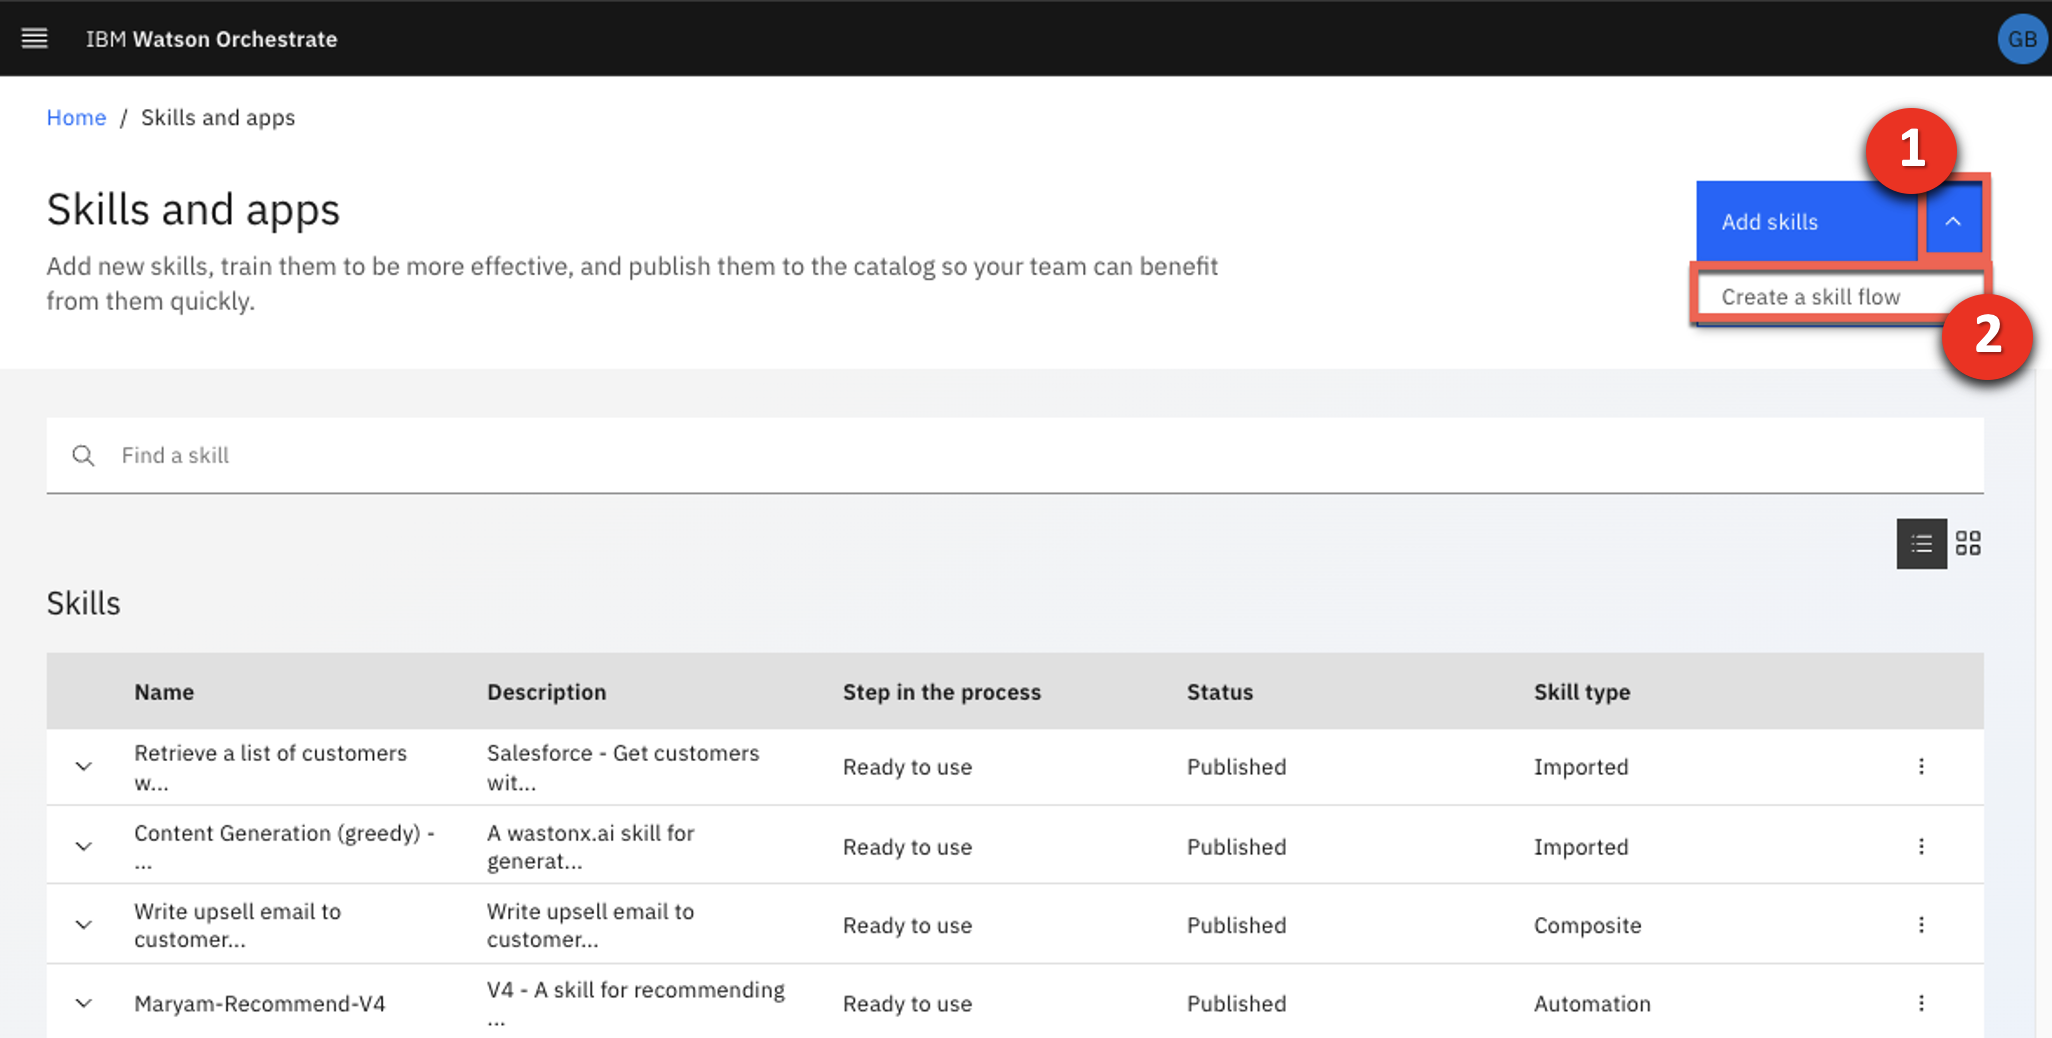 IBM Watson Orchestrate
GB
Home / Skills and apps
1
Skills and apps
Add skills
Add new skills, train them to be more effective, and publish them to the catalog so your team can benefit
from them quickly.
Create a skill flow
2
Find a skill
Skills
Name Description Step in the process Status Skill type
Retrieve a list of customers
w...
Salesforce - Get customers
wit...
Ready to use
Published
Imported
Content Generation (greedy) -
...
A wastonx.ai skill for
generat...
Ready to use
Published
Imported
Write upsell email to
customer...
Write upsell email to
customer...
Ready to use
Published
Composite
Maryam-Recommend-V4
V4 - A skill for recommending
...
Ready to use
Published
Automation